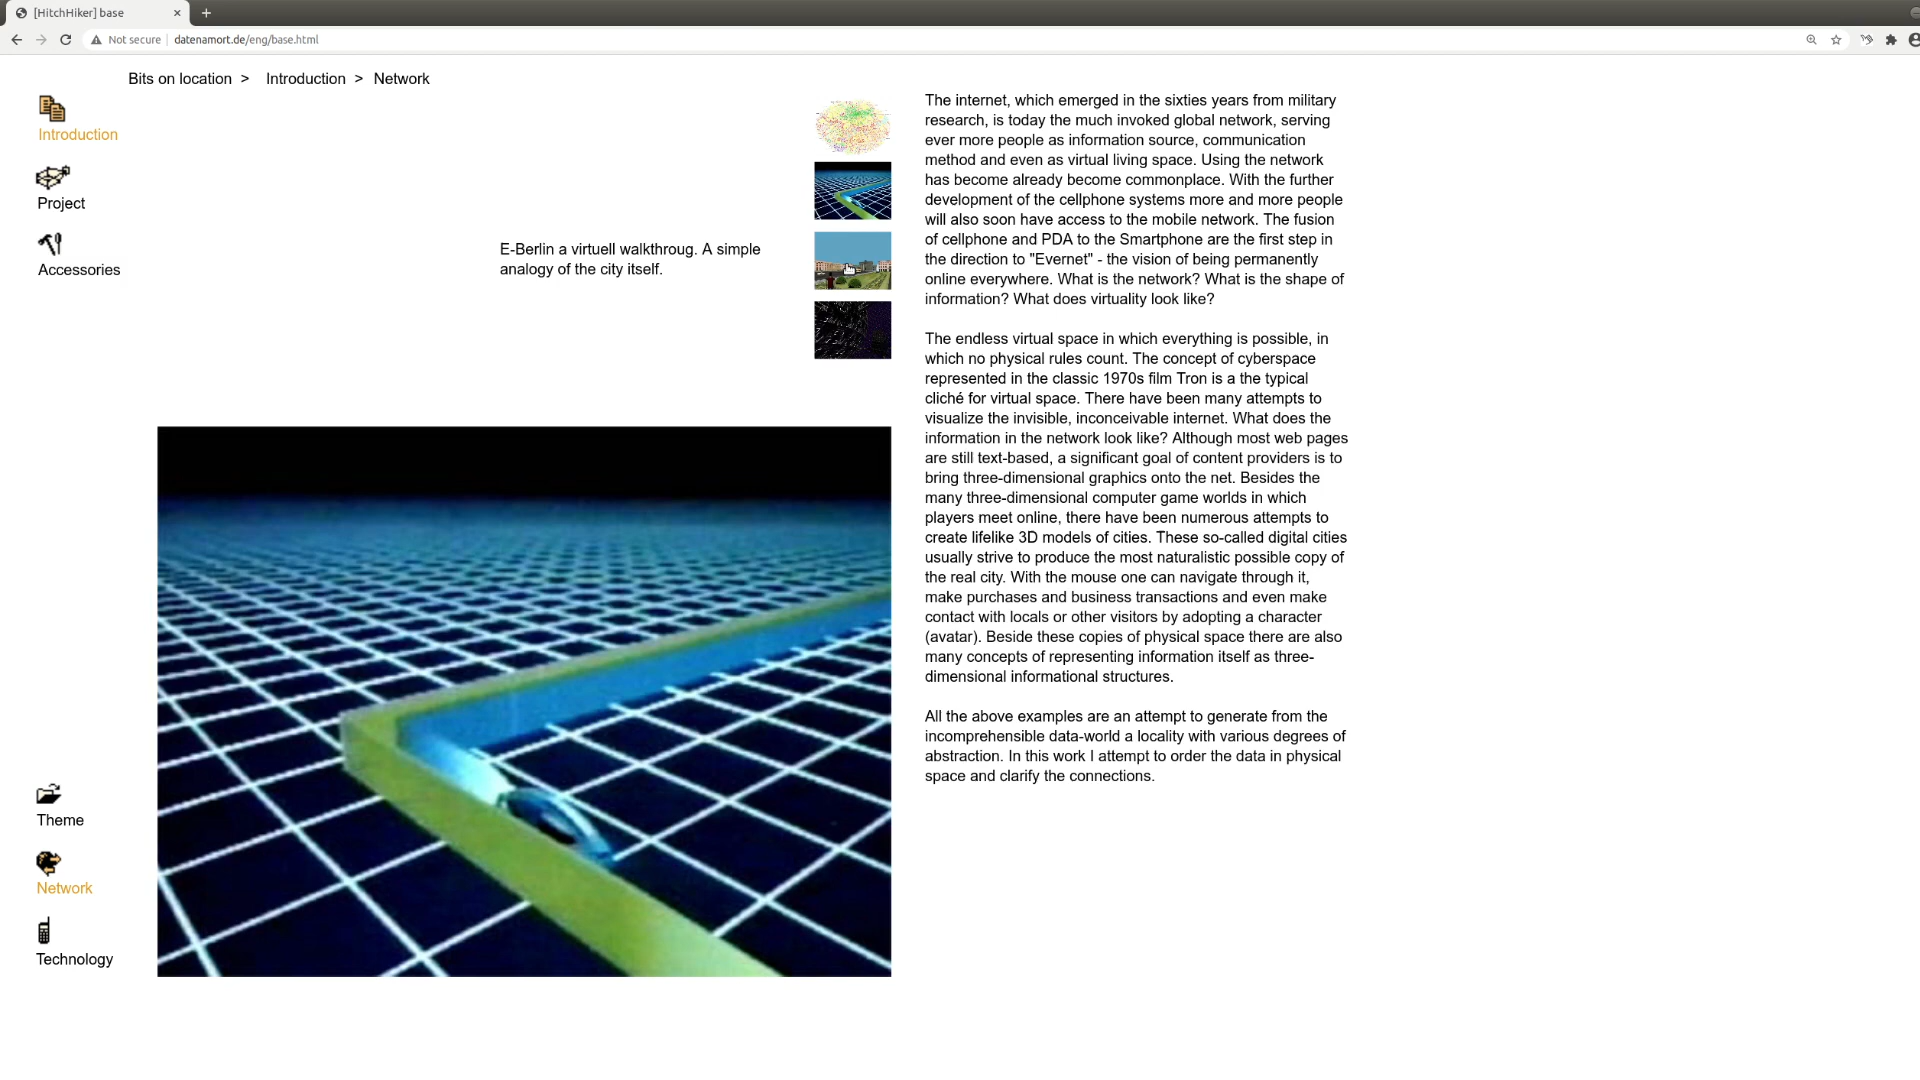 [HitchHiker] base
Not secure
datenamort.de/eng/base.html
Bits on location > Introduction > Network
Introduction
Project
Accessories
E-Berlin a virtuell walkthroug. A simple
analogy of the city itself.
The internet, which emerged in the sixties years from military
research, is today the much invoked global network, serving
ever more people as information source, communication
method and even as virtual living space. Using the network
has become already become commonplace. With the further
development of the cellphone systems more and more people
will also soon have access to the mobile network. The fusion
of cellphone and PDA to the Smartphone are the first step in
the direction to "Evernet" - the vision of being permanently
online everywhere. What is the network? What is the shape of
information? What does virtuality look like?
The endless virtual space in which everything is possible, in
which no physical rules count. The concept of cyberspace
represented in the classic 1970s film Tron is a the typical
cliché for virtual space. There have been many attempts to
visualize the invisible, inconceivable internet. What does the
information in the network look like? Although most web pages
are still text-based, a significant goal of content providers is to
bring three-dimensional graphics onto the net. Besides the
many three-dimensional computer game worlds in which
players meet online, there have been numerous attempts to
create lifelike 3D models of cities. These so-called digital cities
usually strive to produce the most naturalistic possible copy of
the real city. With the mouse one can navigate through it,
make purchases and business transactions and even make
contact with locals or other visitors by adopting a character
(avatar). Beside these copies of physical space there are also
many concepts of representing information itself as three-
dimensional informational structures.
All the above examples are an attempt to generate from the
incomprehensible data-world a locality with various degrees of
abstraction. In this work I attempt to order the data in physical
space and clarify the connections.
Theme
Network
Technology